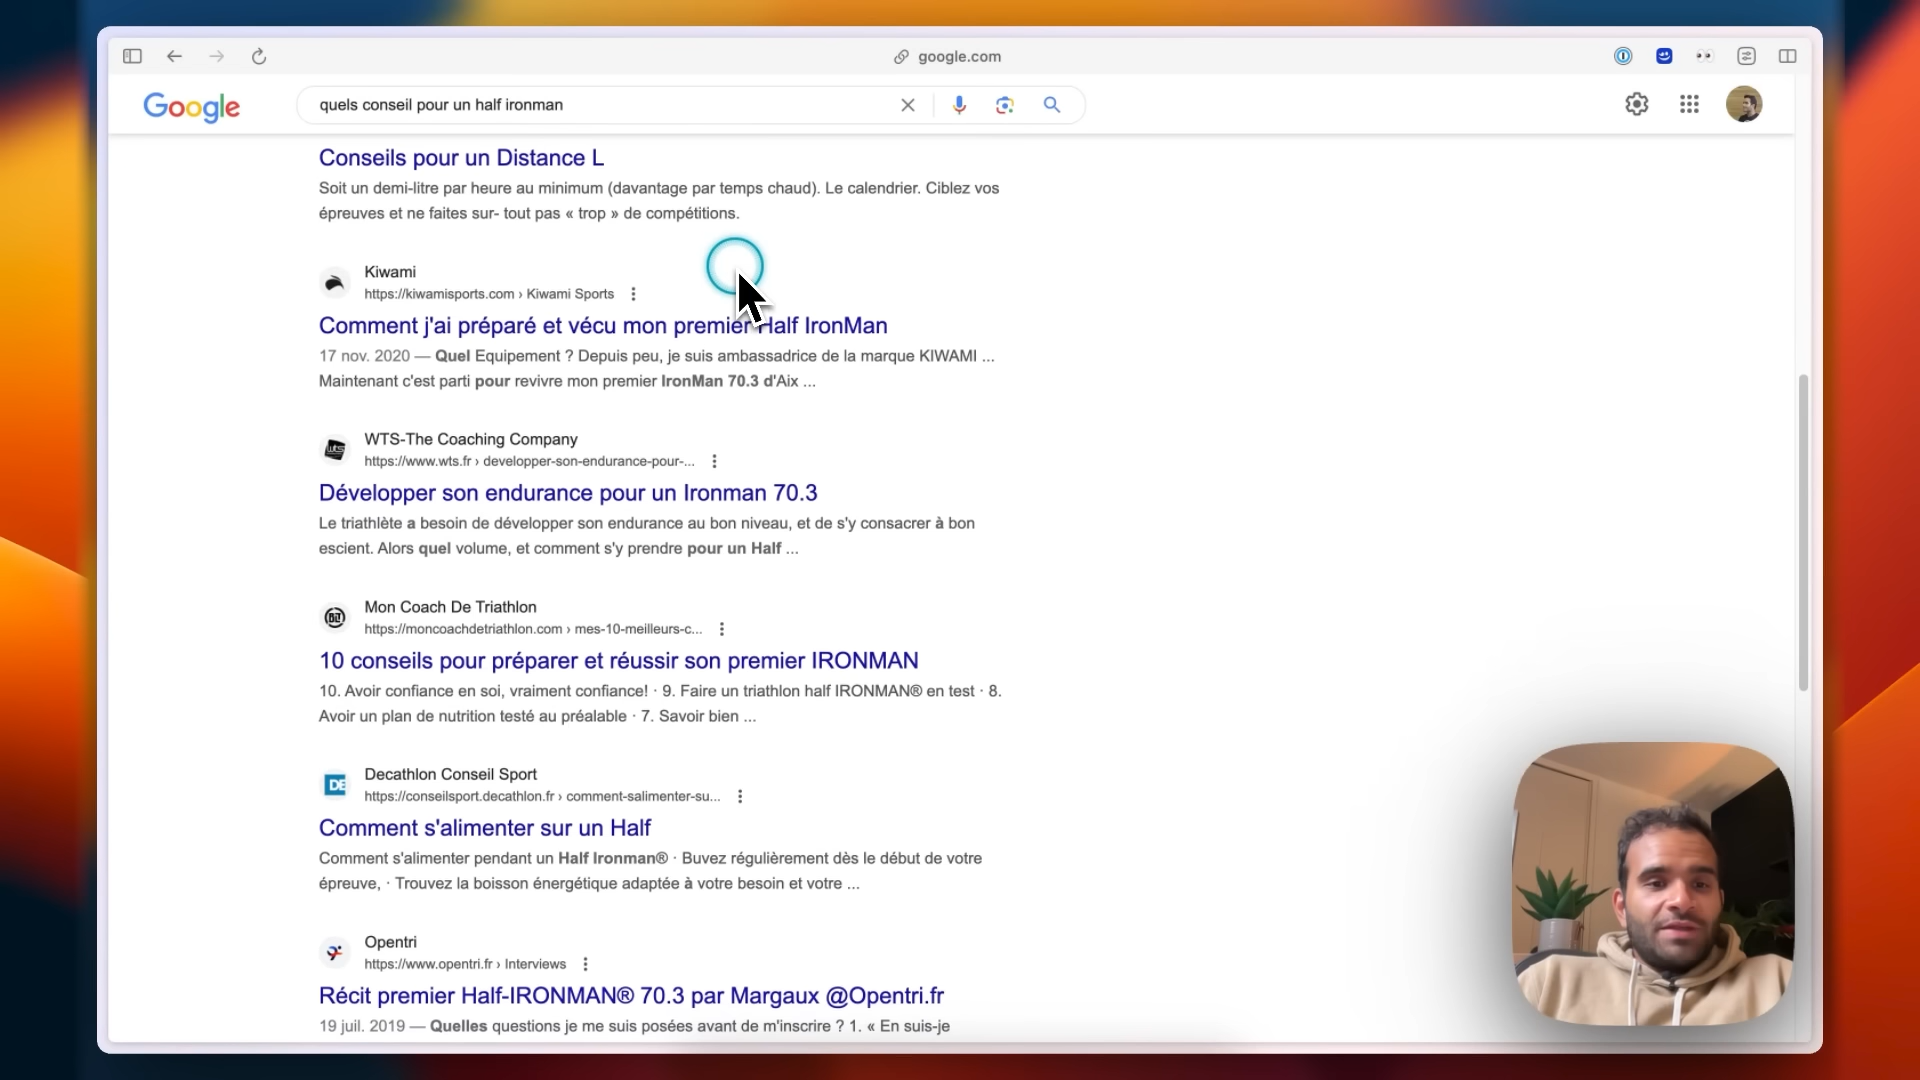 google.com
Google
quels conseil pour un half ironman
Conseils pour un Distance L
Soit un demi-litre par heure au minimum (davantage par temps chaud). Le calendrier. Ciblez vos
épreuves et ne faites sur- tout pas « trop » de compétitions.
Kiwami
https://kiwamisports.com › Kiwami Sports
Comment j'ai préparé et vécu mon premier Half IronMan
17 nov. 2020 — Quel Equipement ? Depuis peu, je suis ambassadrice de la marque KIWAMI ...
Maintenant c'est parti pour revivre mon premier IronMan 70.3 d'Aix ...
wts
WTS-The Coaching Company
https://www.wts.fr › developper-son-endurance-pour-...
Développer son endurance pour un Ironman 70.3
Le triathlète a besoin de développer son endurance au bon niveau, et de s'y consacrer à bon
escient. Alors quel volume, et comment s'y prendre pour un Half ...
Mon Coach De Triathlon
https://moncoachdetriathlon.com › mes-10-meilleurs-c...
10 conseils pour préparer et réussir son premier IRONMAN
10. Avoir confiance en soi, vraiment confiance! · 9. Faire un triathlon half IRONMAN® en test · 8.
Avoir un plan de nutrition testé au préalable · 7. Savoir bien ...
DE
Decathlon Conseil Sport
https://conseilsport.decathlon.fr › comment-salimenter-su...
Comment s'alimenter sur un Half
Comment s'alimenter pendant un Half Ironman® · Buvez régulièrement dès le début de votre
épreuve, · Trouvez la boisson énergétique adaptée à votre besoin et votre ...
Opentri
https://www.opentri.fr › Interviews
Récit premier Half-IRONMAN® 70.3 par Margaux @Opentri.fr
19 juil. 2019 — Quelles questions je me suis posées avant de m'inscrire ? 1. « En suis-je